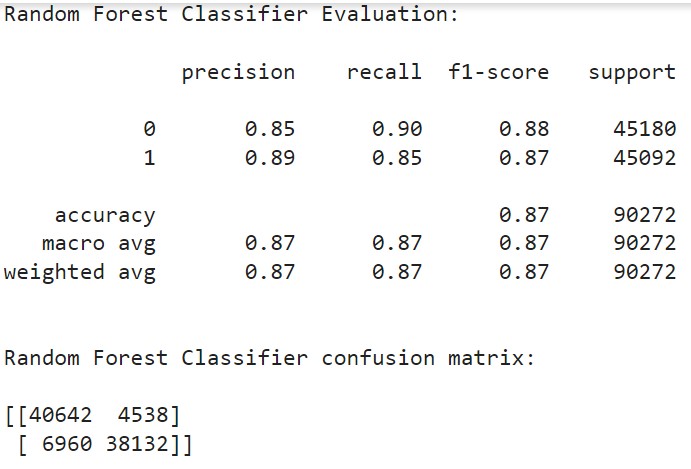 Random Forest Classifier Evaluation:
precision recall f1-score support
0 0.85 0.90 0.88 45180
1 0.89 0.85 0.87 45092
accuracy 0.87 90272
macro avg 0.87 0.87 0.87 90272
weighted avg 0.87 0.87 0.87 90272
Random Forest Classifier confusion matrix:
[[40642 4538]
[ 6960 38132]]